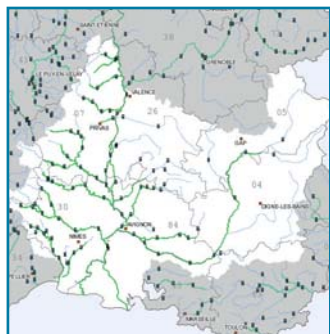 SAINT-ETIENNE
38
GRENOBLE
LE PUY-EN-VELAY
VALENCE
07
26
05
PRIVAS
GAP
04
DIGNE-LES-BAINS
30
84
AVIGNON
NIMES
MARSEILLE
TOULON